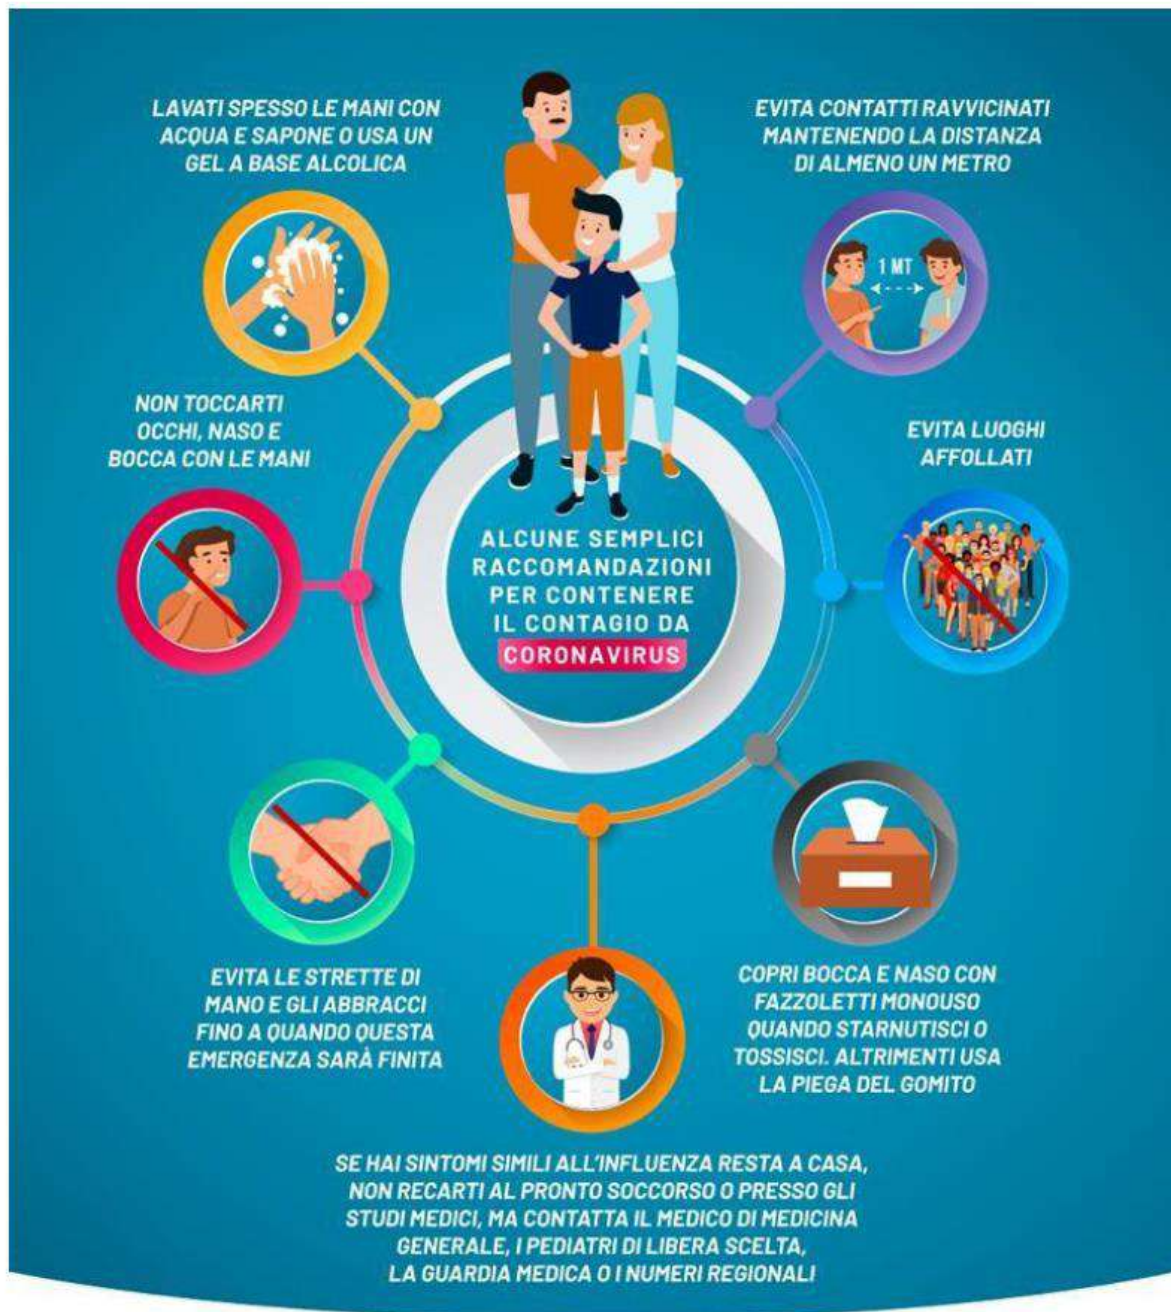 LAVATI SPESSO LE MANI CON
ACQUA E SAPONE O USA UN
GEL A BASE ALCOLICA
EVITA CONTATTI RAVVICINATI
MANTENENDO LA DISTANZA
DI ALMENO UN METRO
1 MT
NON TOCCARTI
OCCHI, NASO E
BOCCA CON LE MANI
EVITA LUOGHI
AFFOLLATI
ALCUNE SEMPLICI
RACCOMANDAZIONI
PER CONTENERE
IL CONTAGIO DA
CORONAVIRUS
EVITA LE STRETTE DI
MANO E GLI ABBRACCI
FINO A QUANDO QUESTA
EMERGENZA SARÀ FINITA
COPRI BOCCA E NASO CON
FAZZOLETTI MONOUSO
QUANDO STARNUTISCI O
TOSSISCI. ALTRIMENTI USA
LA PIEGA DEL GOMITO
SE HAI SINTOMI SIMILI ALL'INFLUENZA RESTA A CASA,
NON RECARTI AL PRONTO SOCCORSO O PRESSO GLI
STUDI MEDICI, MA CONTATTA IL MEDICO DI MEDICINA
GENERALE, I PEDIATRI DI LIBERA SCELTA,
LA GUARDIA MEDICA O I NUMERI REGIONALI